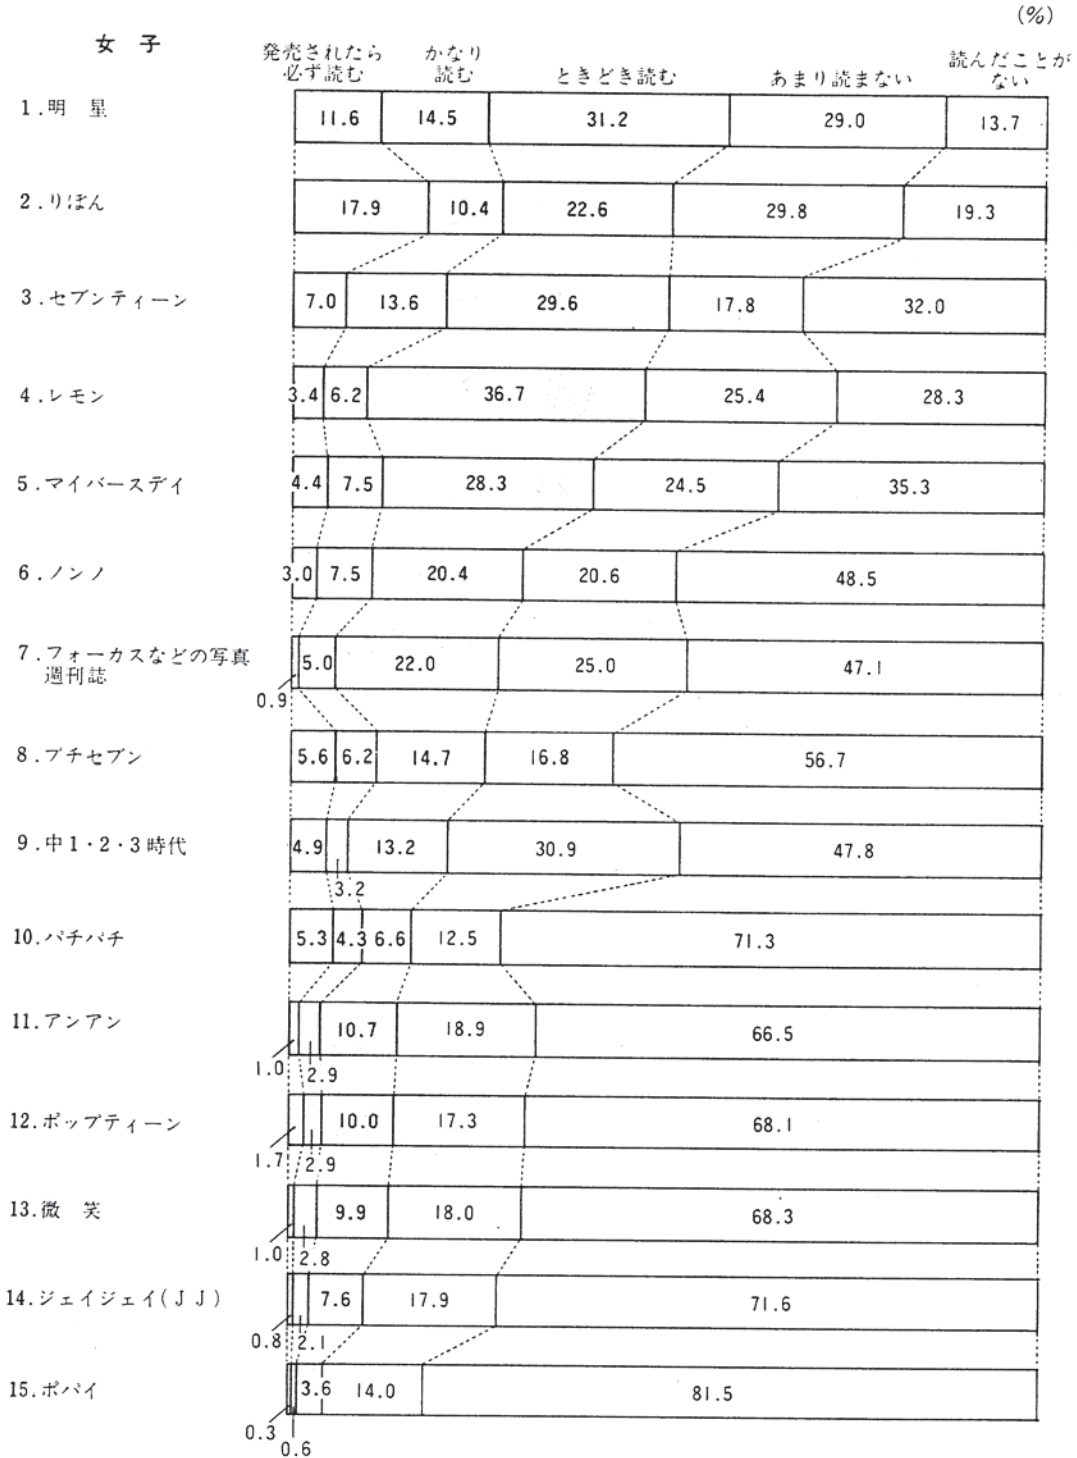 (%)
女 子
発売されたら
必ず読む
かなり
読む
ときどき読む
あまり読まない
読んだことが
ない
1.明 星
11.6 14.5 31.2 29.0 13.7
2.りぼん
17.9 10.4 22.6 29.8 19.3
3.セブンティーン
7.0 13.6 29.6 17.8 32.0
4.レモン
3.4 6.2 36.7 25.4 28.3
5.マイバースデイ
4.4 7.5 28.3 24.5 35.3
6.ノンノ
3.0 7.5 20.4 20.6 48.5
7.フォーカスなどの写真
週刊誌
0.9 5.0 22.0 25.0 47.1
8.プチセブン
5.6 6.2 14.7 16.8 56.7
9.中1・2・3時代
4.9 3.2 13.2 30.9 47.8
10.パチパチ
5.3 4.3 6.6 12.5 71.3
11.アンアン
1.0 2.9 10.7 18.9 66.5
12.ポップティーン
1.7 2.9 10.0 17.3 68.1
13.微 笑
1.0 2.8 9.9 18.0 68.3
14.ジェイジェイ(JJ)
0.8 2.1 7.6 17.9 71.6
15.ポパイ
0.3 0.6 3.6 14.0 81.5